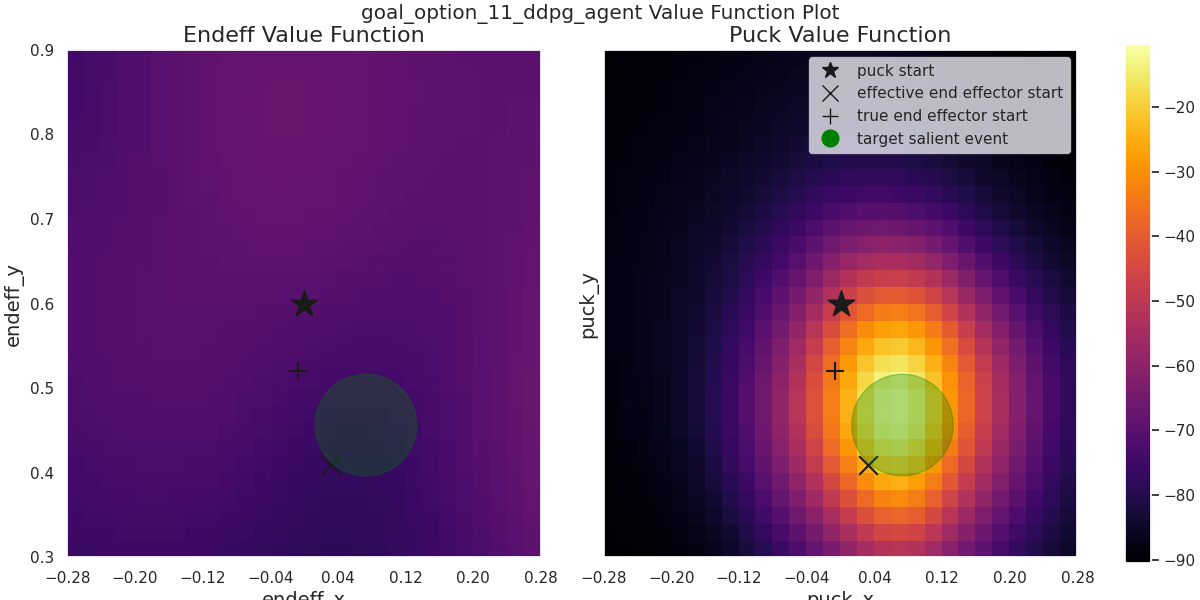 goal_option_11_ddpg_agent Value Function Plot
Endeff Value Function
Puck Value Function
puck start
effective end effector start
true end effector start
target salient event
0.9
0.8
0.7
0.6
0.5
0.4
0.3
endeff_y
−0.28
−0.20
−0.12
−0.04
0.04
0.12
0.20
0.28
endeff_x
puck_y
−0.28
−0.20
−0.12
−0.04
0.04
0.12
0.20
0.28
puck_x
−20
−30
−40
−50
−60
−70
−80
−90